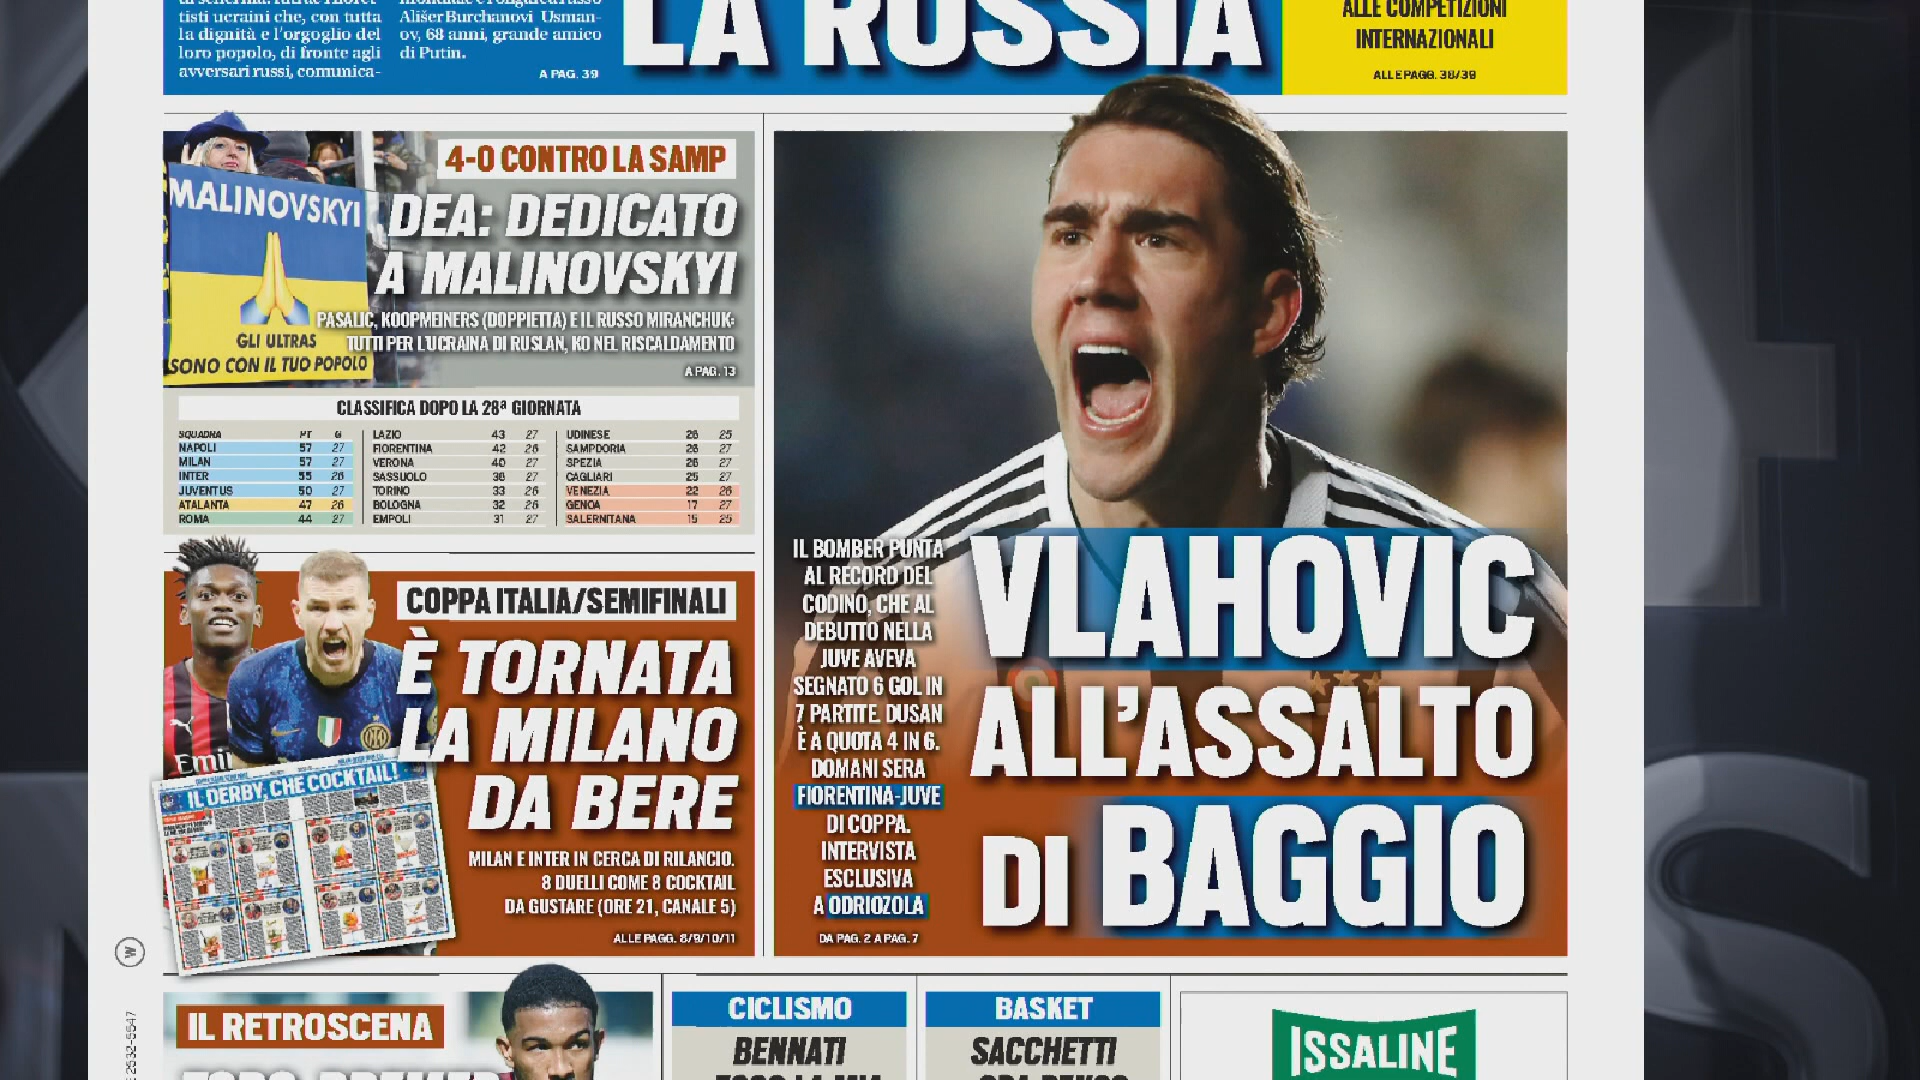 tisti ucraini che, con tutta
la dignità e l'orgoglio del
loro popolo, di fronte agli
avversari russi, comunica-
Ališer Burchanovi Usman-
ov, 68 anni, grande amico
di Putin.
A PAG. 39
LA RUSSIA
ALLE COMPETIZIONI
INTERNAZIONALI
ALLE PAGG. 38/39
MALINOVSKYI
GLI ULTRAS
SONO CON IL TUO POPOLO
4-0 CONTRO LA SAMP
DEA: DEDICATO
A MALINOVSKYI
PASALIC, KOOPMEINERS (DOPPIETTA) E IL RUSSO MIRANCHUK:
TUTTI PER L'UCRAINA DI RUSLAN, KO NEL RISCALDAMENTO
A PAG. 13
CLASSIFICA DOPO LA 28ª GIORNATA
SQUADRA PT G
NAPOLI 57 27
MILAN 57 27
INTER 55 26
JUVENTUS 50 27
ATALANTA 47 26
ROMA 44 27
LAZIO 43 27
FIORENTINA 42 26
VERONA 40 27
SASSUOLO 36 27
TORINO 33 26
BOLOGNA 32 26
EMPOLI 31 27
UDINESE 26 25
SAMPDORIA 26 27
SPEZIA 26 27
CAGLIARI 25 27
VENEZIA 22 26
GENOA 17 27
SALERNITANA 15 25
COPPA ITALIA/SEMIFINALI
È TORNATA
LA MILANO
DA BERE
MILAN E INTER IN CERCA DI RILANCIO.
8 DUELLI COME 8 COCKTAIL
DA GUSTARE (ORE 21, CANALE 5)
ALLE PAGG. 8/9/10/11
IL DERBY, CHE COCKTAIL!
IL BOMBER PUNTA
AL RECORD DEL
CODINO, CHE AL
DEBUTTO NELLA
JUVE AVEVA
SEGNATO 6 GOL IN
7 PARTITE. DUSAN
È A QUOTA 4 IN 6.
DOMANI SERA
FIORENTINA-JUVE
DI COPPA.
INTERVISTA
ESCLUSIVA
A ODRIOZOLA
DA PAG. 2 A PAG. 7
VLAHOVIC
ALL'ASSALTO
DI BAGGIO
IL RETROSCENA
CICLISMO
BENNATI
BASKET
SACCHETTI
ISSALINE